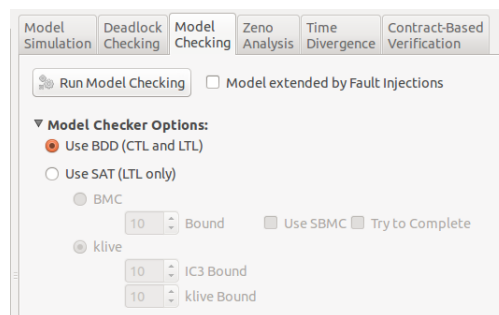 Model Simulation Deadlock Checking Model Checking Zeno Analysis Time Divergence Contract-Based Verification
Run Model Checking Model extended by Fault Injections
Model Checker Options:
Use BDD (CTL and LTL)
Use SAT (LTL only)
BMC
10 Bound Use SBMC Try to Complete
klive
10 IC3 Bound
10 klive Bound